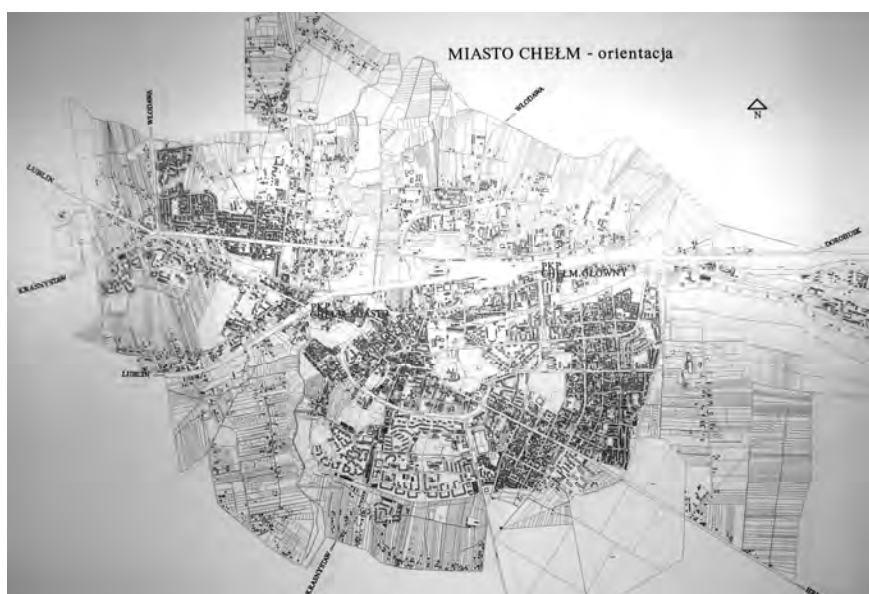 MIASTO CHEŁM - orientacja
N
WŁODAWA
WŁODAWA
LUBLIN
DOROHUSK
KRASNYSTAW
PKP
CHEŁM GŁÓWNY
PKP
CHEŁM MIASTO
LUBLIN
KRASNYSTAW